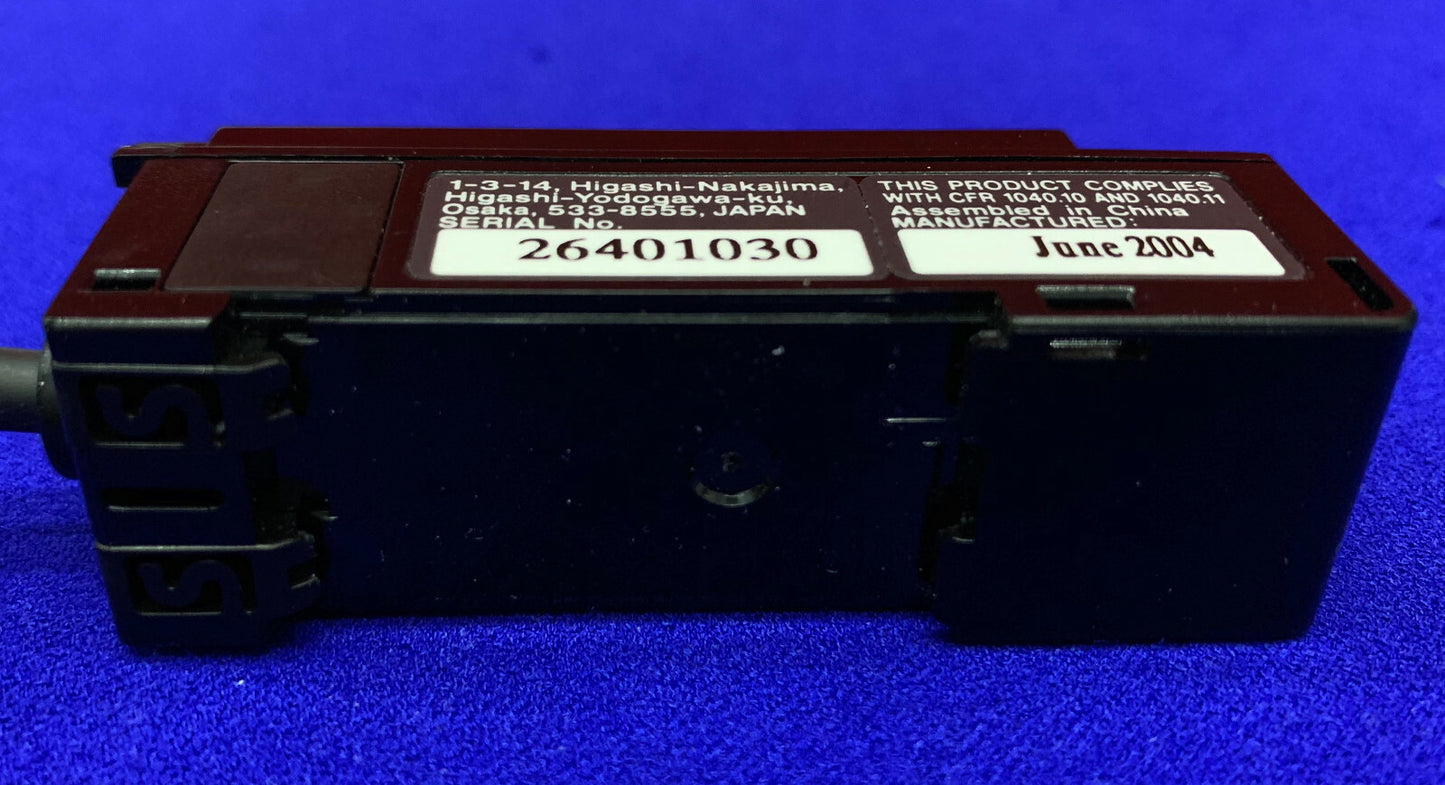 1-3-14, Higashi-Nakajima,
Higashi-Yodogawa-ku,
Osaka, 533-8555, JAPAN
SERIAL No.
26401030
THIS PRODUCT COMPLIES
WITH CFR 1040.10 AND 1040.11
Assembled in China
MANUFACTURED:
June 2004